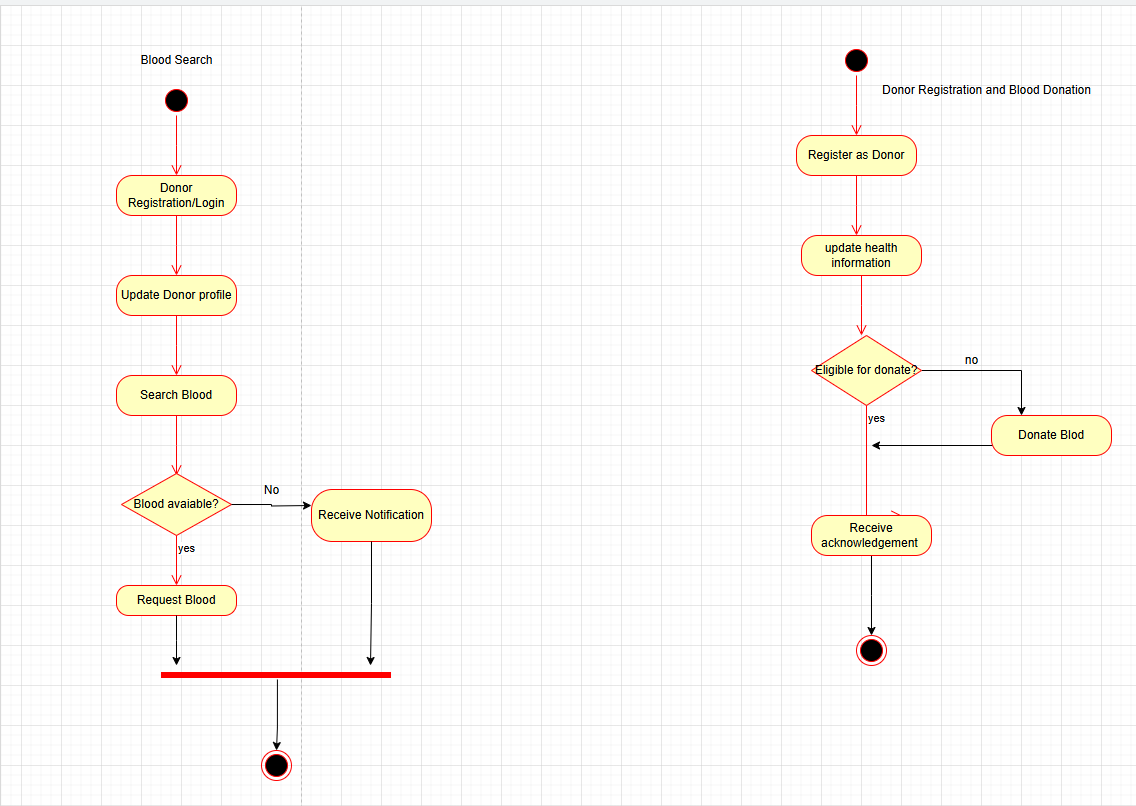 Blood Search
Donor
Registration/Login
Update Donor profile
Search Blood
Blood avaiable?
No
Receive Notification
yes
Request Blood
Donor Registration and Blood Donation
Register as Donor
update health
information
Eligible for donate?
no
yes
Donate Blod
Receive
acknowledgement